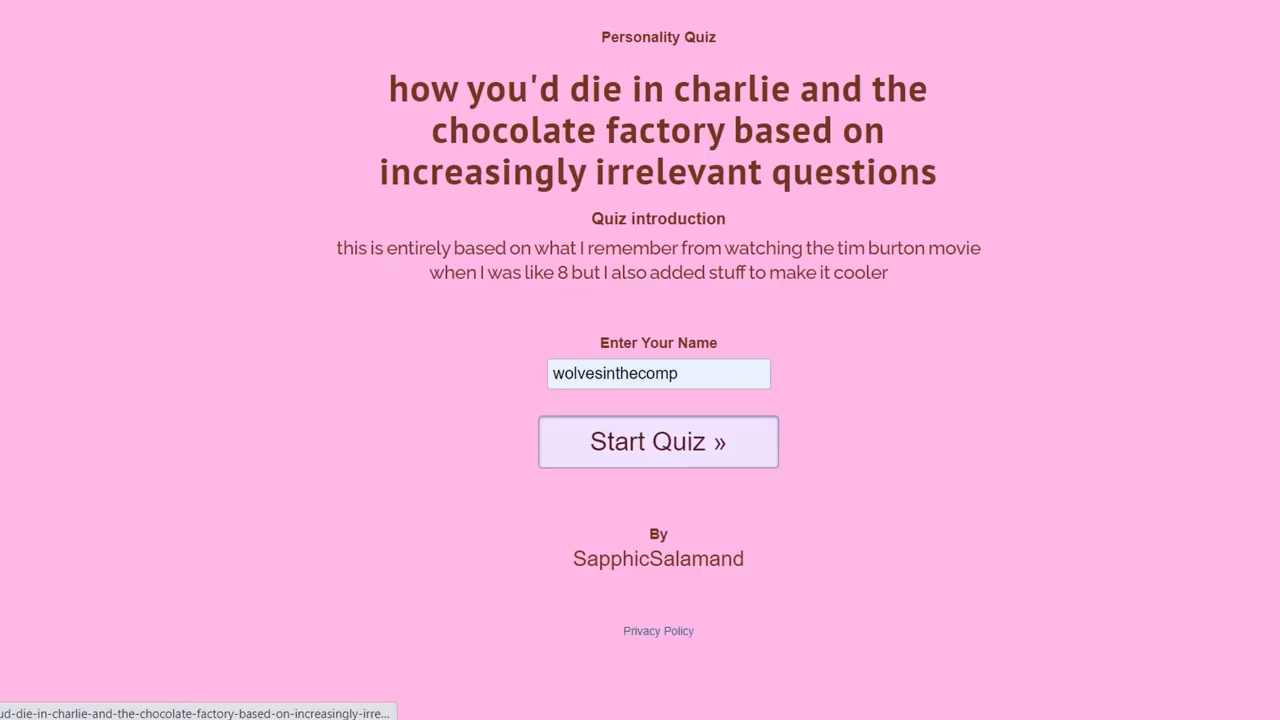 Personality Quiz
how you'd die in charlie and the
chocolate factory based on
increasingly irrelevant questions
Quiz introduction
this is entirely based on what I remember from watching the tim burton movie
when I was like 8 but I also added stuff to make it cooler
Enter Your Name
wolvesinthecomp
Start Quiz »
By
SapphicSalamand
Privacy Policy
ud-die-in-charlie-and-the-chocolate-factory-based-on-increasingly-irre...